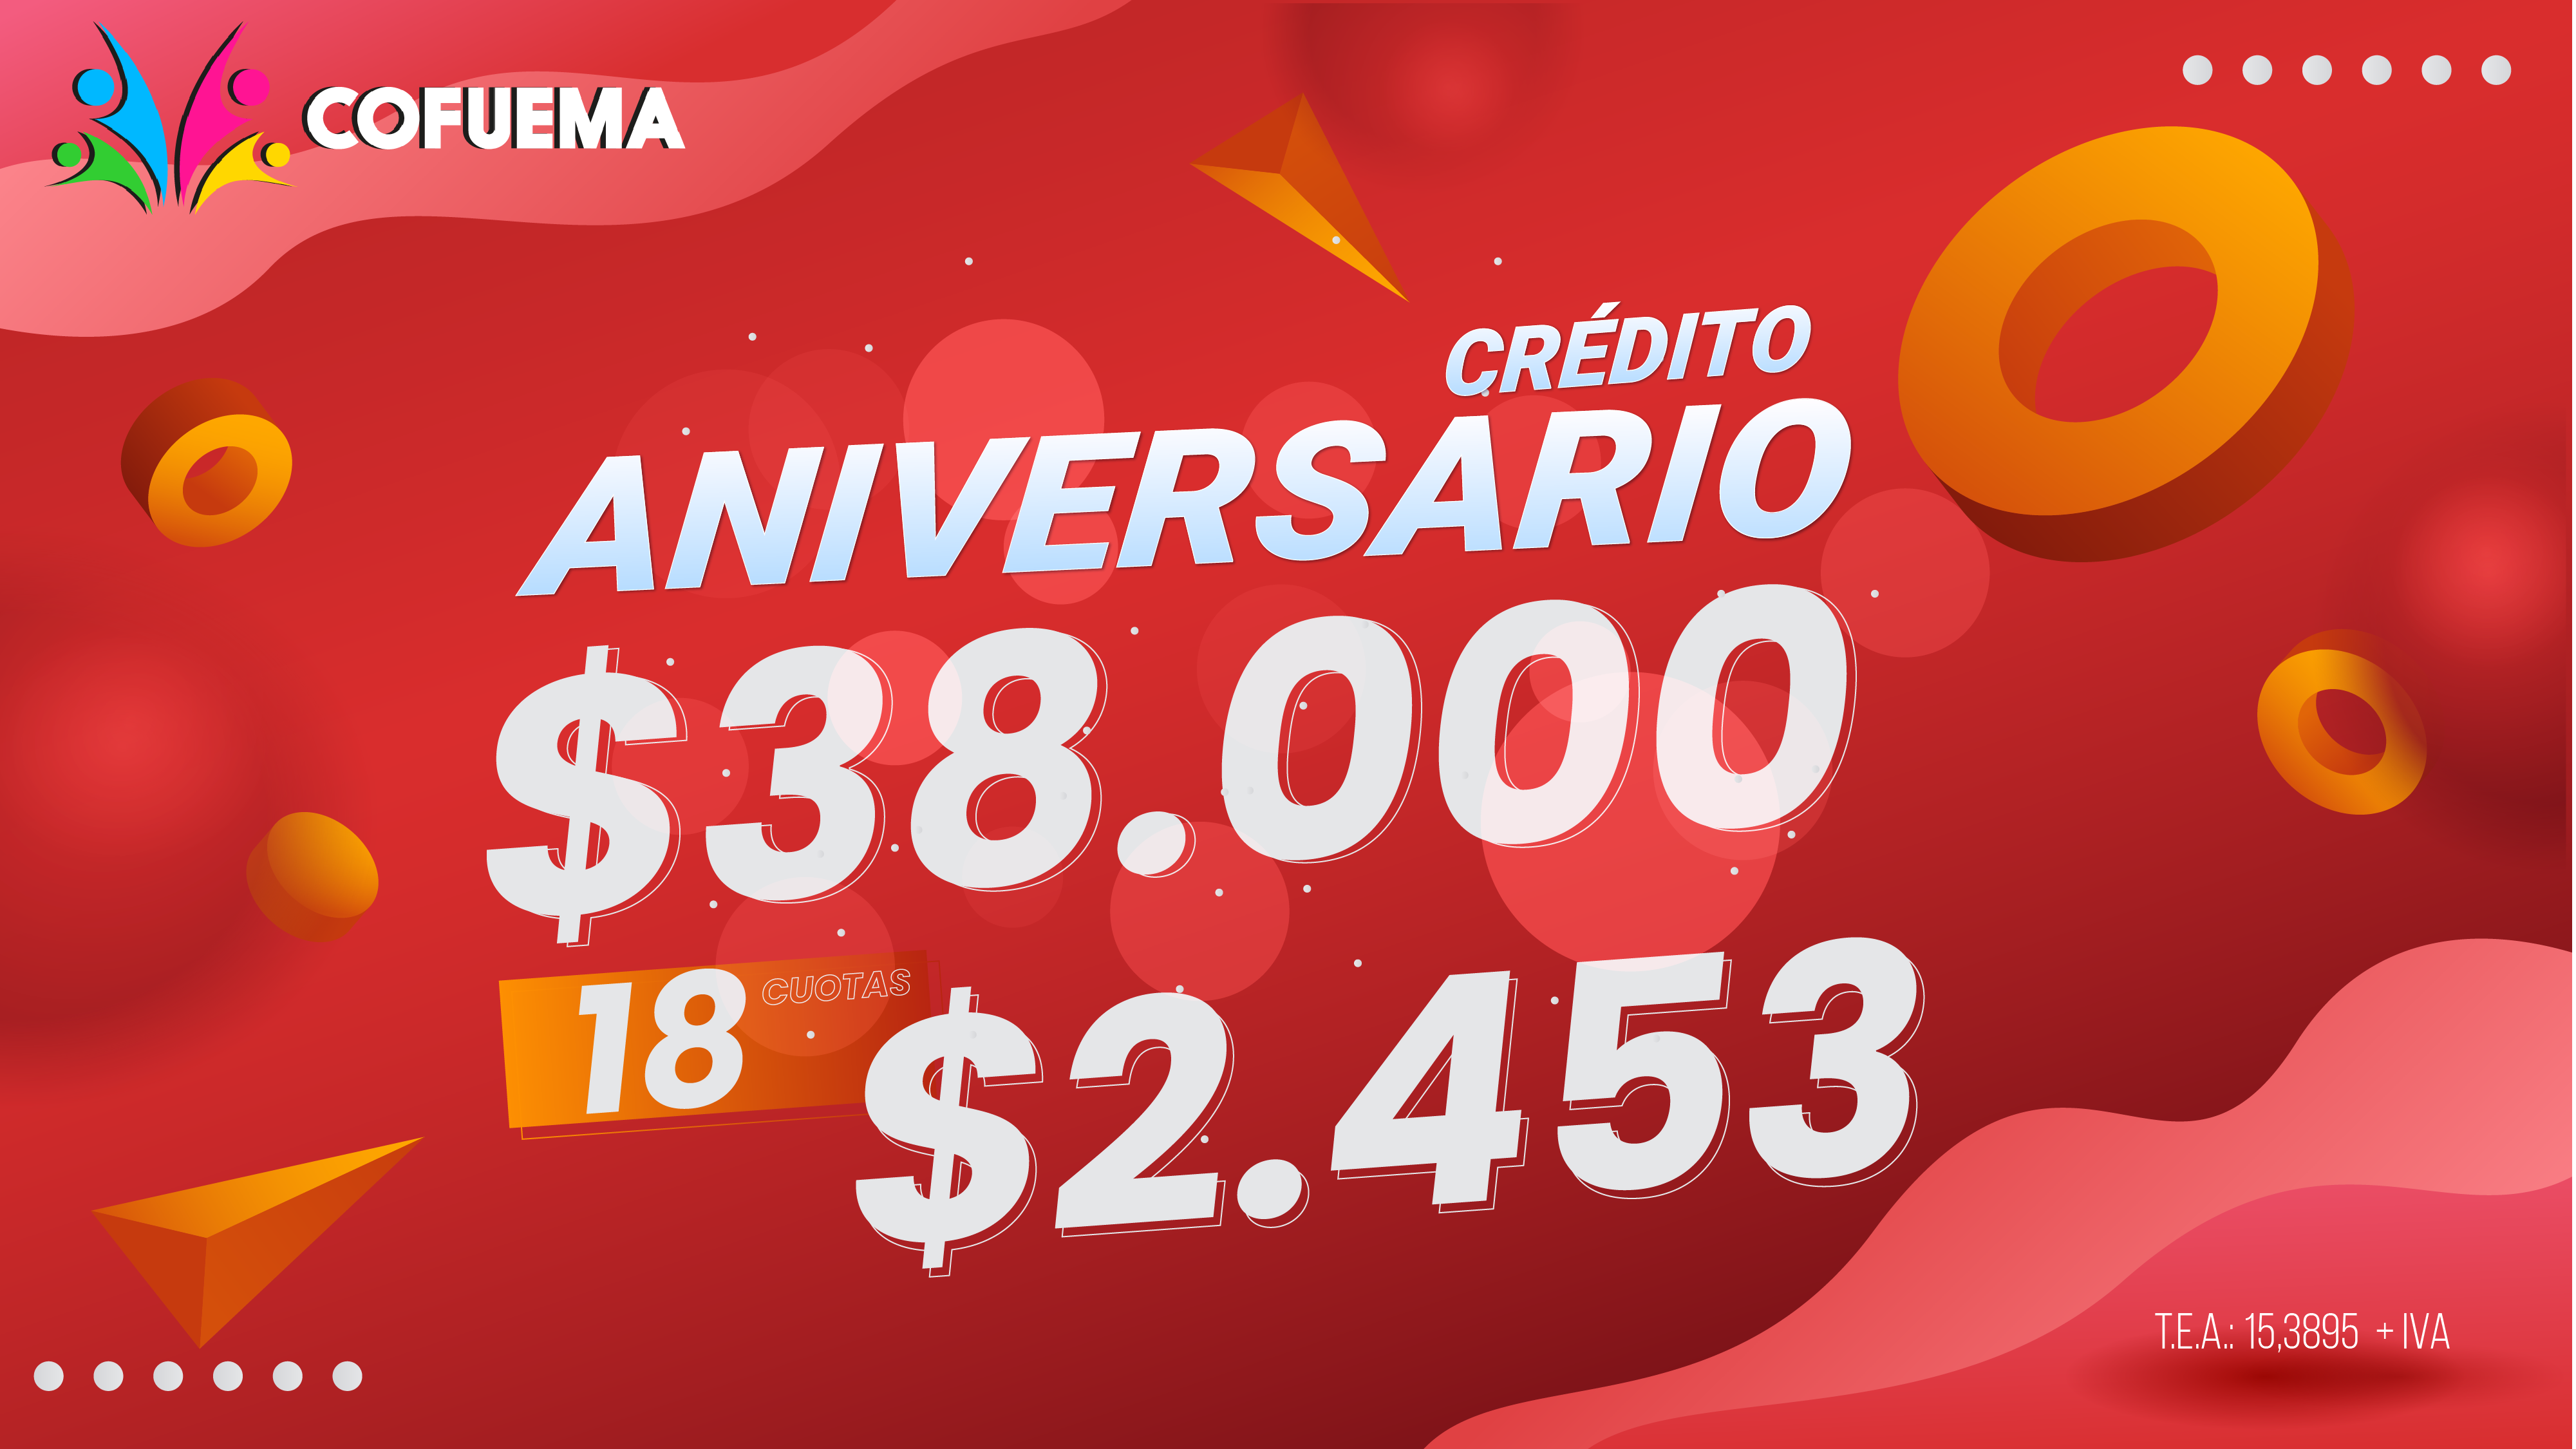 COFUEMA
CRÉDITO
ANIVERSARIO
$38.000
18 CUOTAS
$2.453
T.E.A.: 15,3895 + IVA